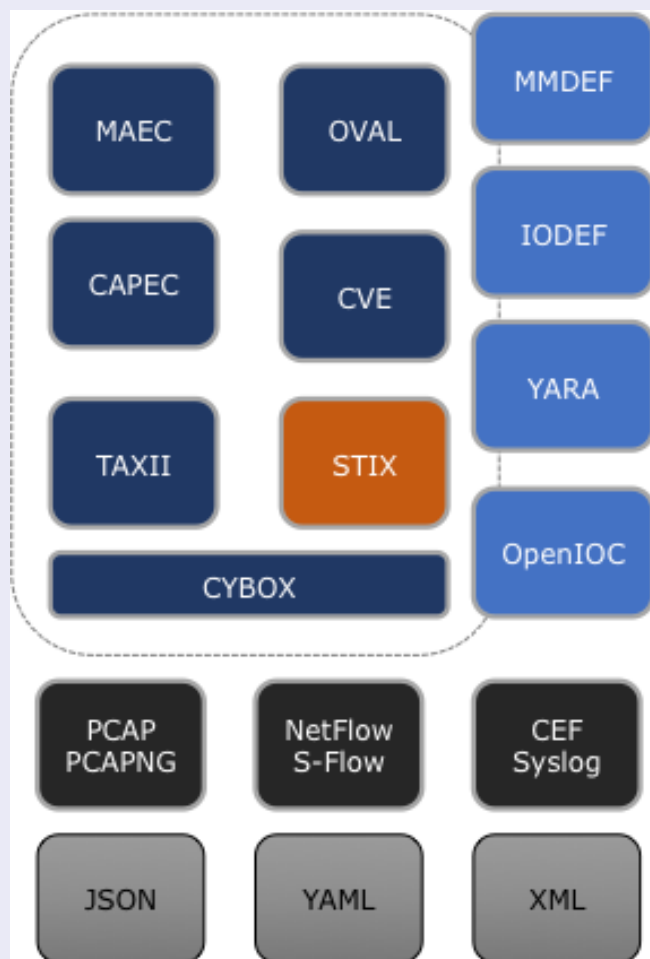 MAEC
OVAL
MMDEF
CAPEC
CVE
IODEF
YARA
TAXII
STIX
OpenIOC
CYBOX
PCAP
PCAPNG
NetFlow
S-Flow
CEF
Syslog
JSON
YAML
XML